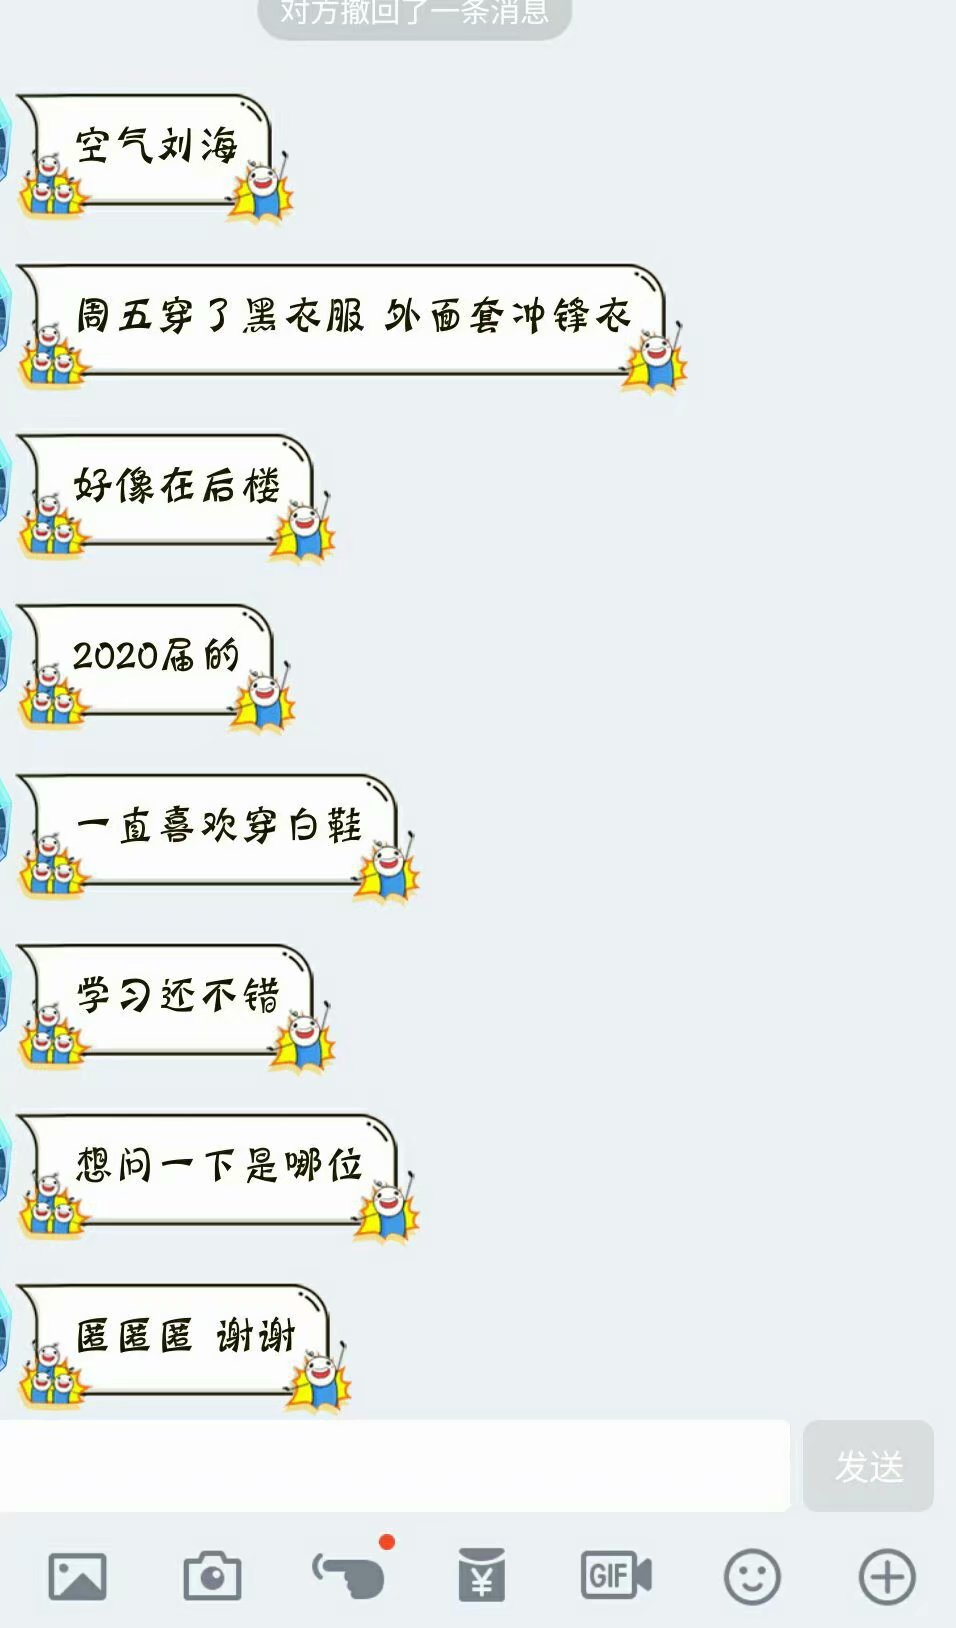 对方撤回了一条消息
空气刘海
周五穿了黑衣服 外面套冲锋衣
好像在后楼
2020届的
一直喜欢穿白鞋
学习还不错
想问一下是哪位
匿匿匿 谢谢
发送
GIF